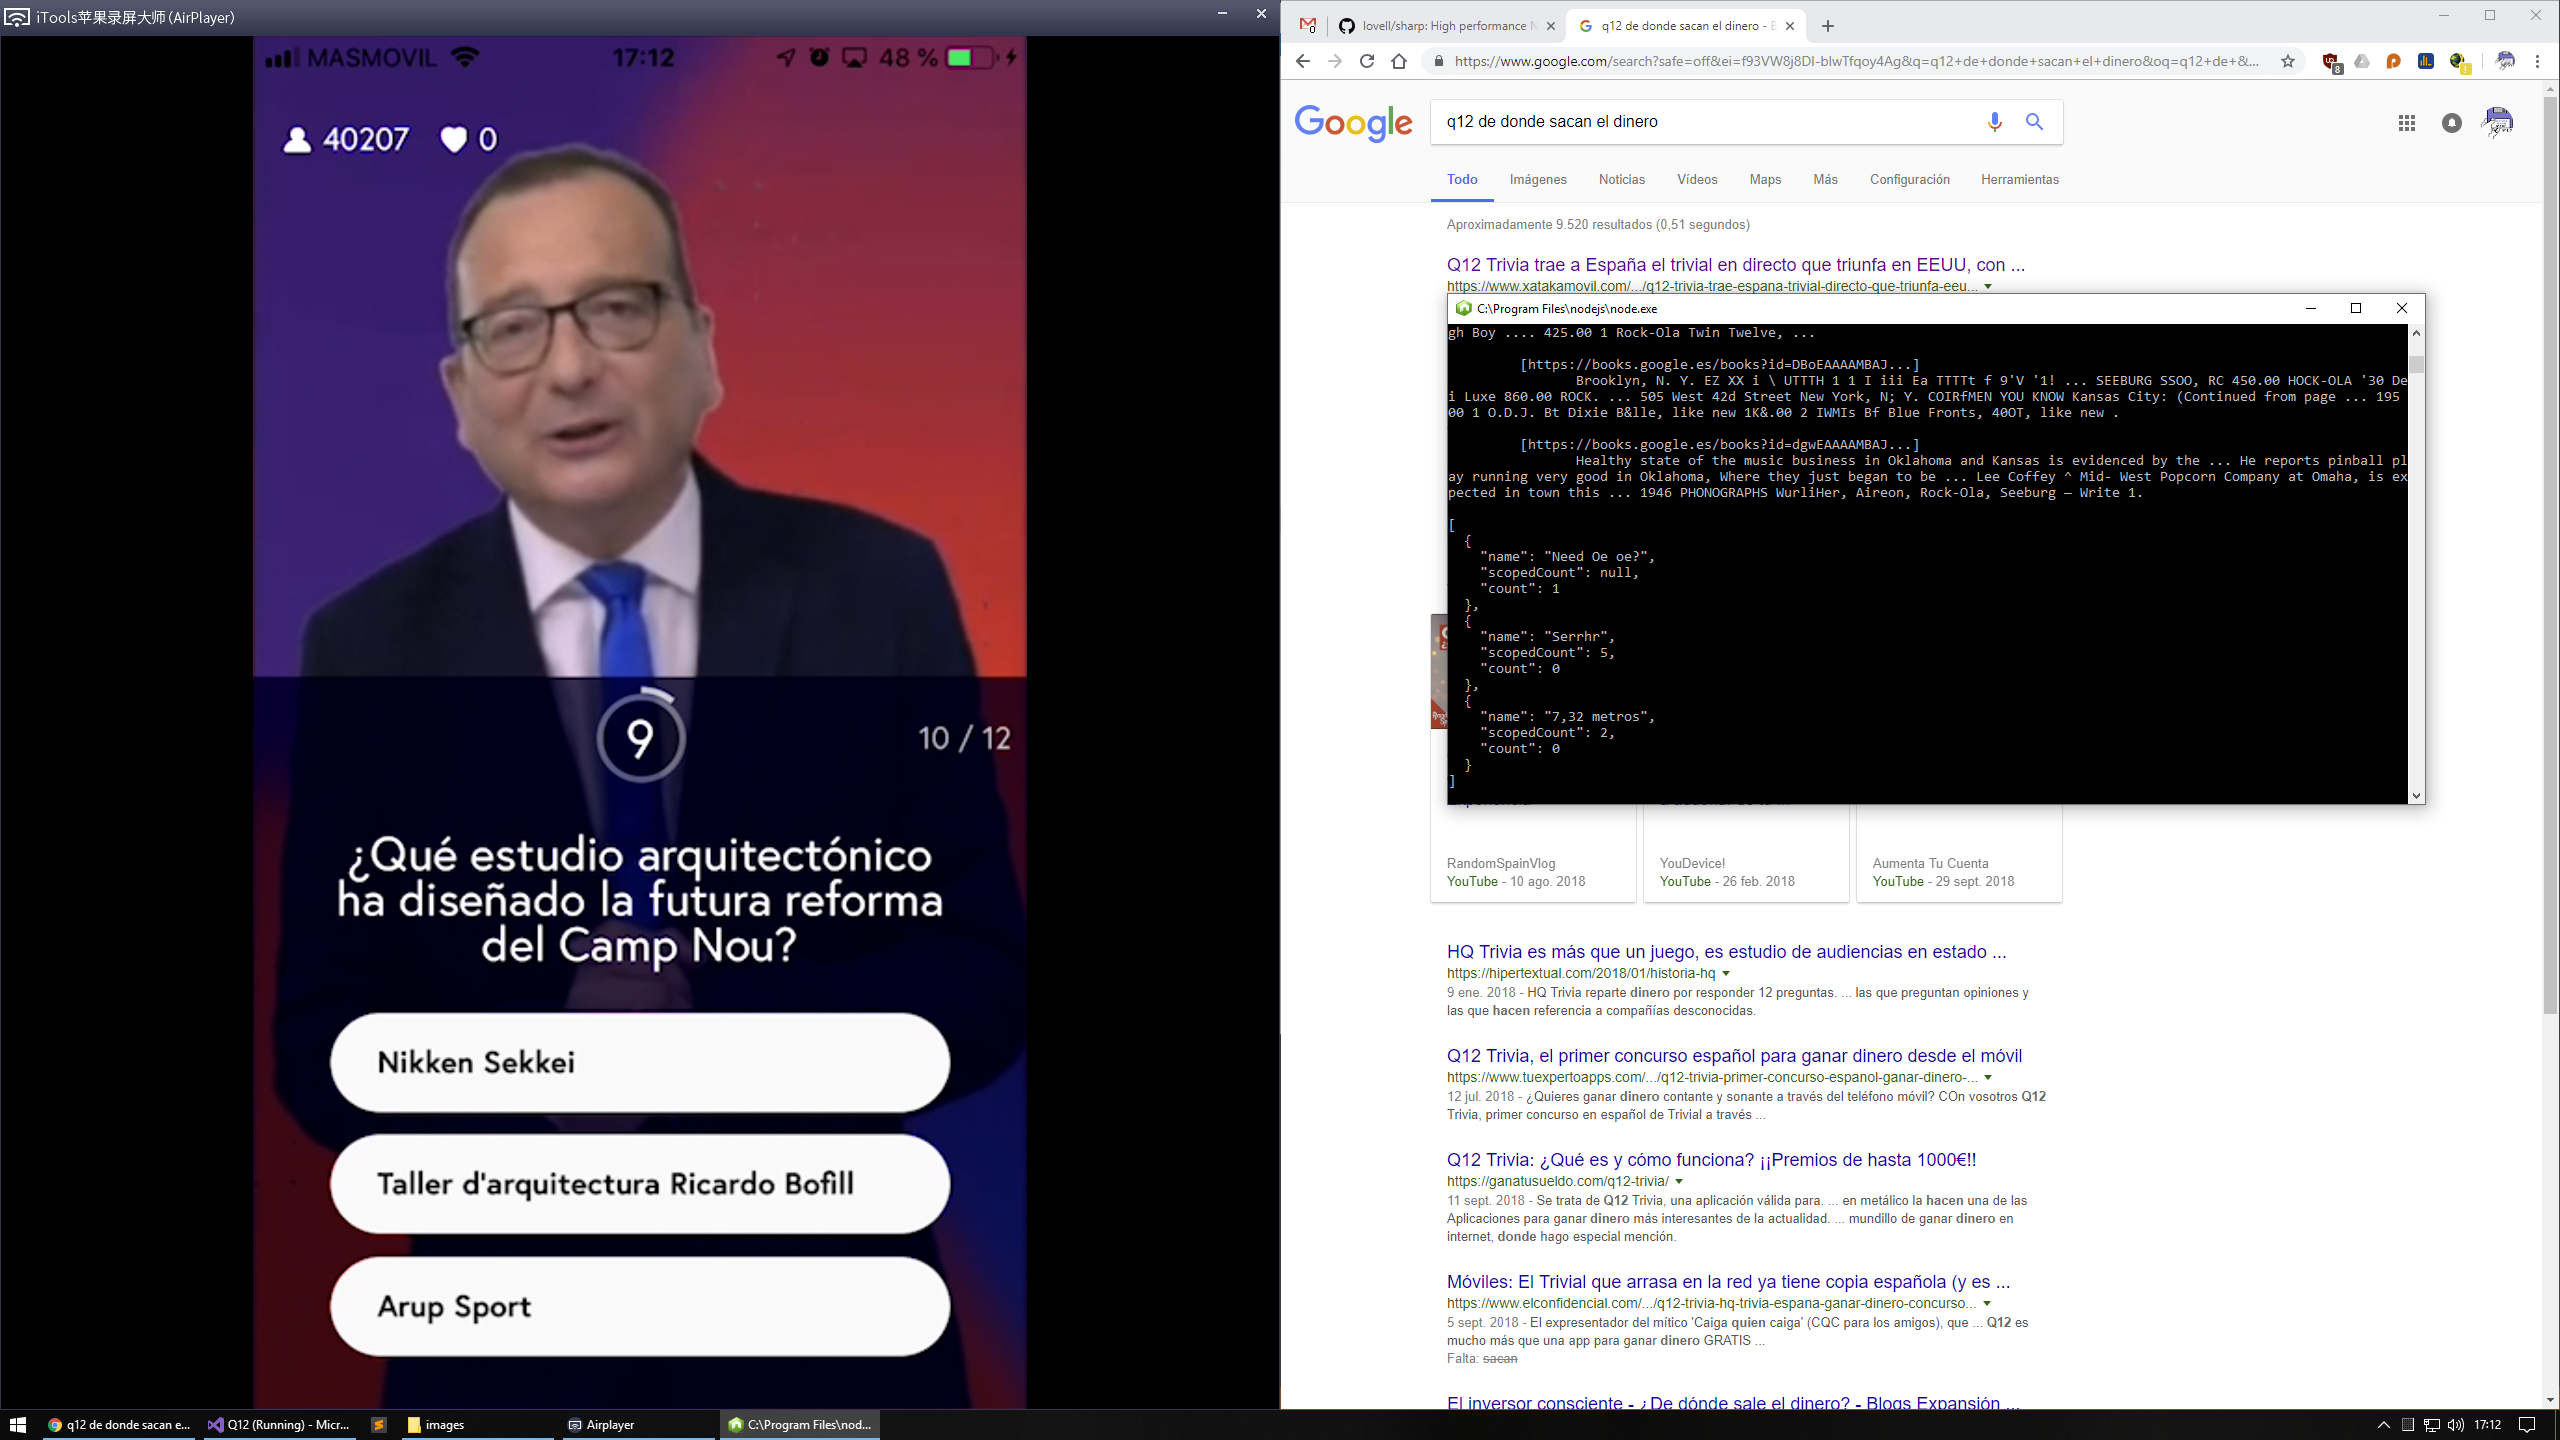 iTools苹果录屏大师(AirPlayer)
MASMOVIL
17:12
48 %
40207
0
9
10 / 12
¿Qué estudio arquitectónico
ha diseñado la futura reforma
del Camp Nou?
Nikken Sekkei
Taller d'arquitectura Ricardo Bofill
Arup Sport
0
lovell/sharp: High performance N
q12 de donde sacan el dinero - B
https://www.google.com/search?safe=off&ei=f93VW8j8DI-blwTfqoy4Ag&q=q12+de+donde+sacan+el+dinero&oq=q12+de+&...
8
Google
q12 de donde sacan el dinero
Todo
Imágenes
Noticias
Vídeos
Maps
Más
Configuración
Herramientas
Aproximadamente 9.520 resultados (0,51 segundos)
Q12 Trivia trae a España el trivial en directo que triunfa en EEUU, con ...
https://www.xatakamovil.com/.../q12-trivia-trae-espana-trivial-directo-que-triunfa-eeu...
C:\Program Files\nodejs\node.exe
gh Boy .... 425.00 1 Rock-Ola Twin Twelve, ...
[https://books.google.es/books?id=DBoEAAAAMBAJ...]
Brooklyn, N. Y. EZ XX i \ UTTTH 1 1 I iii Ea TTTTt f 9'V '1! ... SEEBURG SSOO, RC 450.00 HOCK-OLA '30 De
i Luxe 860.00 ROCK. ... 505 West 42d Street New York, N; Y. COIRfMEN YOU KNOW Kansas City: (Continued from page ... 195
00 1 O.D.J. Bt Dixie B&lle, like new 1K&.00 2 IWMIs Bf Blue Fronts, 40OT, like new .
[https://books.google.es/books?id=dgwEAAAAMBAJ...]
Healthy state of the music business in Oklahoma and Kansas is evidenced by the ... He reports pinball pl
ay running very good in Oklahoma, Where they just began to be ... Lee Coffey ^ Mid- West Popcorn Company at Omaha, is ex
pected in town this ... 1946 PHONOGRAPHS WurliHer, Aireon, Rock-Ola, Seeburg — Write 1.
[
{
"name": "Need Oe oe?",
"scopedCount": null,
"count": 1
},
{
"name": "Serrhr",
"scopedCount": 5,
"count": 0
},
{
"name": "7,32 metros",
"scopedCount": 2,
"count": 0
}
]
RandomSpainVlog
YouTube - 10 ago. 2018
YouDevice!
YouTube - 26 feb. 2018
Aumenta Tu Cuenta
YouTube - 29 sept. 2018
HQ Trivia es más que un juego, es estudio de audiencias en estado ...
https://hipertextual.com/2018/01/historia-hq
9 ene. 2018 - HQ Trivia reparte dinero por responder 12 preguntas. ... las que preguntan opiniones y
las que hacen referencia a compañías desconocidas.
Q12 Trivia, el primer concurso español para ganar dinero desde el móvil
https://www.tuexpertoapps.com/.../q12-trivia-primer-concurso-espanol-ganar-dinero-...
12 jul. 2018 - ¿Quieres ganar dinero contante y sonante a través del teléfono móvil? COn vosotros Q12
Trivia, primer concurso en español de Trivial a través ...
Q12 Trivia: ¿Qué es y cómo funciona? ¡¡Premios de hasta 1000€!!
https://ganatusueldo.com/q12-trivia/
11 sept. 2018 - Se trata de Q12 Trivia, una aplicación válida para. ... en metálico la hacen una de las
Aplicaciones para ganar dinero más interesantes de la actualidad. ... mundillo de ganar dinero en
internet, donde hago especial mención.
Móviles: El Trivial que arrasa en la red ya tiene copia española (y es ...
https://www.elconfidencial.com/.../q12-trivia-hq-trivia-espana-ganar-dinero-concurso...
5 sept. 2018 - El expresentador del mítico 'Caiga quien caiga' (CQC para los amigos), que ... Q12 es
mucho más que una app para ganar dinero GRATIS ...
Falta: sacan
El inversor consciente - ¿De dónde sale el dinero? - Blogs Expansión ...
q12 de donde sacan e...
Q12 (Running) - Micr...
images
Airplayer
C:\Program Files\nod...
17:12